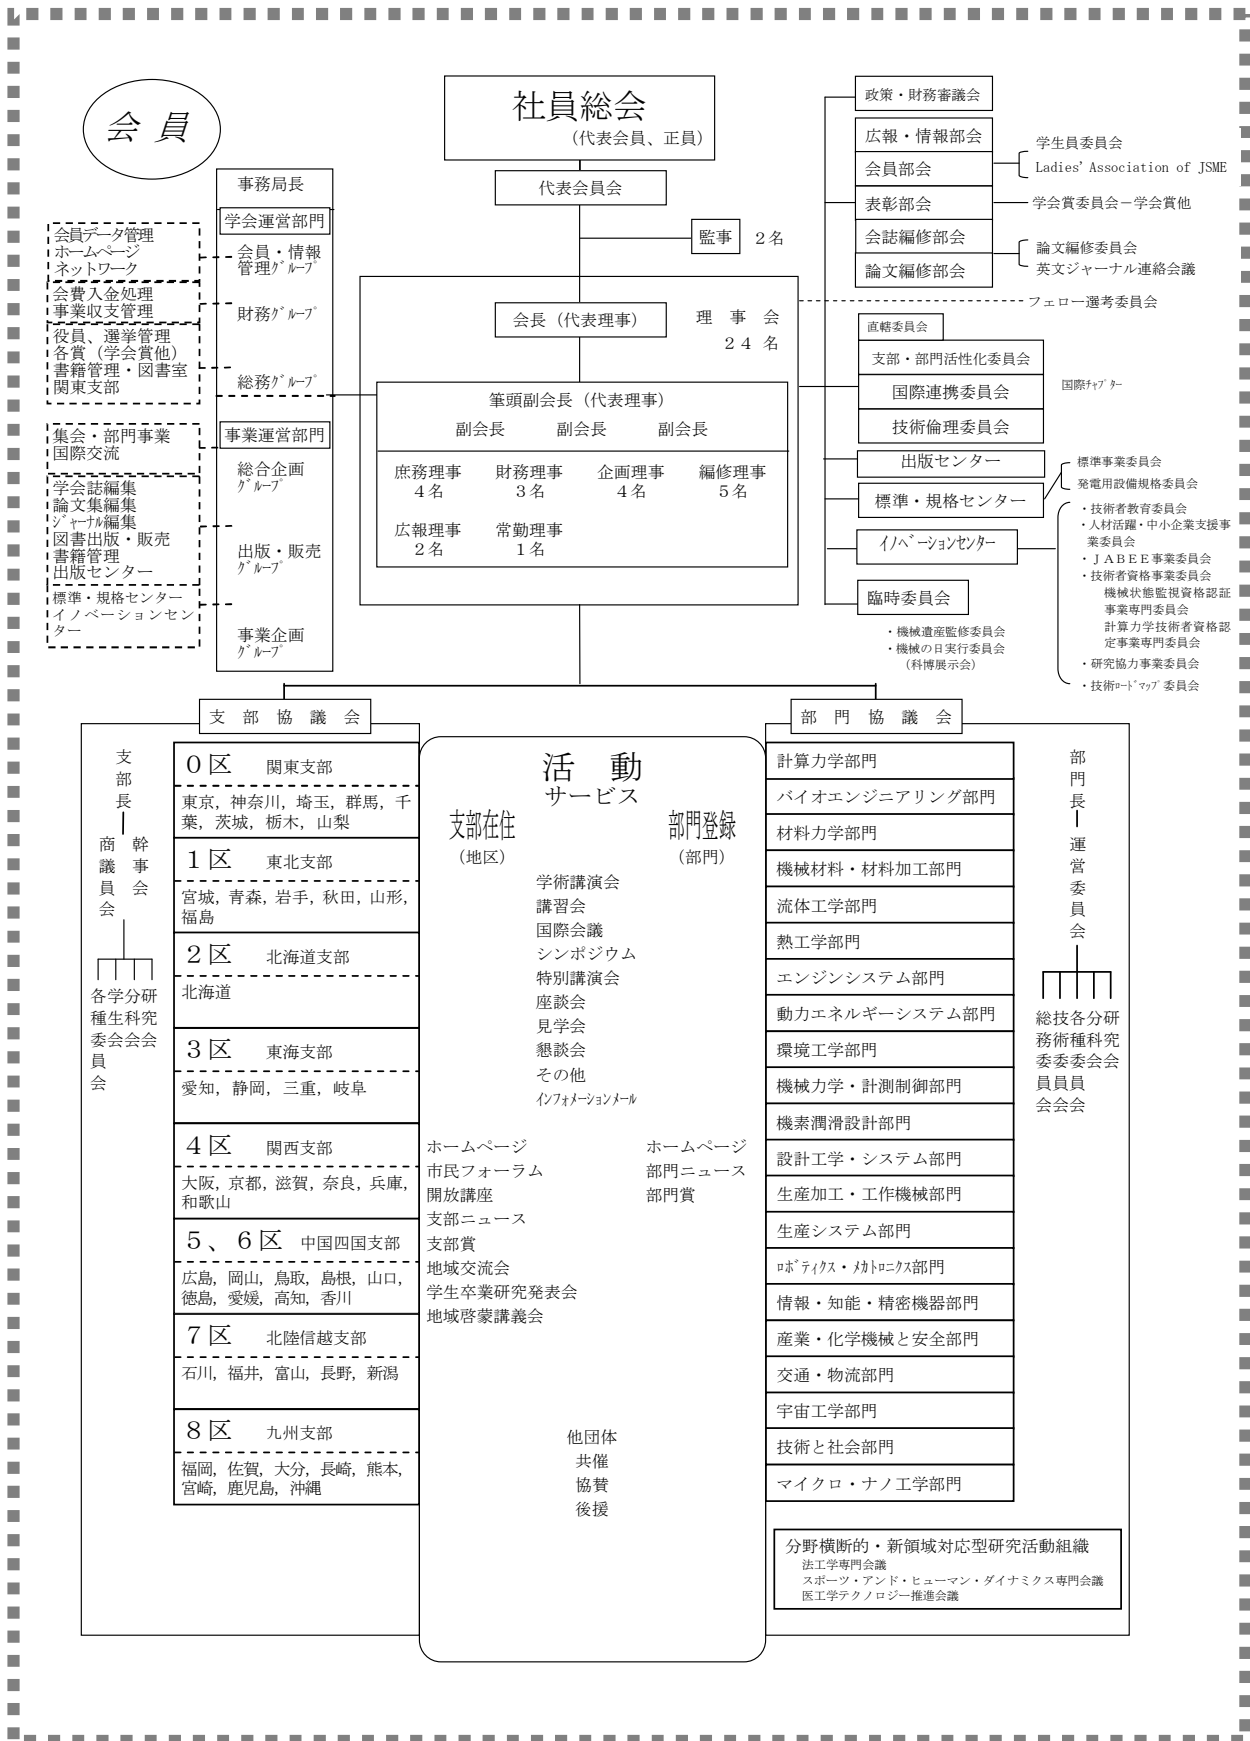 会 員
社員総会
(代表会員、正員)
代表会員会
監事 ２名
会長（代表理事）
理 事 会
２４ 名
筆頭副会長（代表理事）
副会長 副会長 副会長
庶務理事 財務理事 企画理事 編修理事
４名 ３名 ４名 ５名
広報理事 常勤理事
２名 １名
事務局長
学会運営部門
会員・情報
管理ｸﾞﾙｰﾌﾟ
財務ｸﾞﾙｰﾌﾟ
総務ｸﾞﾙｰﾌﾟ
事業運営部門
総合企画
ｸﾞﾙｰﾌﾟ
出版・販売
ｸﾞﾙｰﾌﾟ
事業企画
ｸﾞﾙｰﾌﾟ
会員データ管理
ホームページ
ネットワーク
会費入金処理
事業収支管理
役員、選挙管理
各賞（学会賞他）
書籍管理・図書室
関東支部
集会・部門事業
国際交流
学会誌編集
論文集編集
ｼﾞｬｰﾅﾙ編集
図書出版・販売
書籍管理
出版センター
標準・規格センター
イノベーションセン
ター
政策・財務審議会
広報・情報部会
会員部会
表彰部会
会誌編修部会
論文編修部会
学生員委員会
Ladies' Association of JSME
学会賞委員会－学会賞他
論文編修委員会
英文ジャーナル連絡会議
フェロー選考委員会
直轄委員会
支部・部門活性化委員会
国際連携委員会
技術倫理委員会
国際ﾁｬﾌﾟﾀｰ
出版センター
標準・規格センター
標準事業委員会
発電用設備規格委員会
ｲﾉﾍﾞｰｼｮﾝｾﾝﾀｰ
・技術者教育委員会
・人材活躍・中小企業支援事
業委員会
・ＪＡＢＥＥ事業委員会
・技術者資格事業委員会
機械状態監視資格認証
事業専門委員会
計算力学技術者資格認
定事業専門委員会
・研究協力事業委員会
・技術ﾛｰﾄﾞﾏｯﾌﾟ委員会
臨時委員会
・機械遺産監修委員会
・機械の日実行委員会
（科博展示会）
支 部 協 議 会
支部長
商議員会
幹事会
各種委員会
学生会
分科会
研究会
０区 関東支部
東京, 神奈川, 埼玉, 群馬, 千
葉, 茨城, 栃木, 山梨
１区 東北支部
宮城, 青森, 岩手, 秋田, 山形,
福島
２区 北海道支部
北海道
３区 東海支部
愛知, 静岡, 三重, 岐阜
４区 関西支部
大阪, 京都, 滋賀, 奈良, 兵庫,
和歌山
５、６区 中国四国支部
広島, 岡山, 鳥取, 島根, 山口,
徳島, 愛媛, 高知, 香川
７区 北陸信越支部
石川, 福井, 富山, 長野, 新潟
８区 九州支部
福岡, 佐賀, 大分, 長崎, 熊本,
宮崎, 鹿児島, 沖縄
活 動
サービス
支部在住 部門登録
（地区） （部門）
学術講演会
講習会
国際会議
シンポジウム
特別講演会
座談会
見学会
懇談会
その他
ｲﾝﾌｫﾒｰｼｮﾝﾒｰﾙ
ホームページ
市民フォーラム
開放講座
支部ニュース
支部賞
地域交流会
学生卒業研究発表会
地域啓蒙講義会
ホームページ
部門ニュース
部門賞
他団体
共催
協賛
後援
部 門 協 議 会
計算力学部門
バイオエンジニアリング部門
材料力学部門
機械材料・材料加工部門
流体工学部門
熱工学部門
エンジンシステム部門
動力エネルギーシステム部門
環境工学部門
機械力学・計測制御部門
機素潤滑設計部門
設計工学・システム部門
生産加工・工作機械部門
生産システム部門
ﾛﾎﾞﾃｨｸｽ・ﾒｶﾄﾛﾆｸｽ部門
情報・知能・精密機器部門
産業・化学機械と安全部門
交通・物流部門
宇宙工学部門
技術と社会部門
マイクロ・ナノ工学部門
部門長
運営委員会
総務委員会
技術委員会
各種委員会
分科会
研究会
分野横断的・新領域対応型研究活動組織
法工学専門会議
スポーツ・アンド・ヒューマン・ダイナミクス専門会議
医工学テクノロジー推進会議